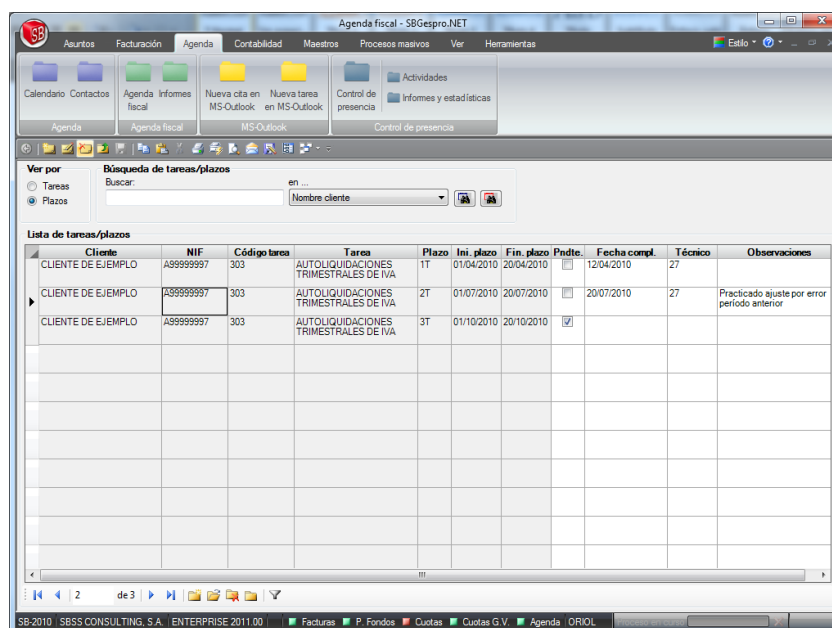 Agenda fiscal - SBGespro.NET
SB
Asuntos Facturación Agenda Contabilidad Maestros Procesos masivos Ver Herramientas Estilo
Calendario Contactos Agenda fiscal Informes Nueva cita en MS-Outlook Nueva tarea en MS-Outlook Control de presencia Actividades
Informes y estadísticas
Agenda Agenda fiscal MS-Outlook Control de presencia
Ver por Búsqueda de tareas/plazos
Tareas Buscar: en ...
Plazos Nombre cliente
Lista de tareas/plazos
Cliente NIF Código tarea Tarea Plazo Ini. plazo Fin. plazo Pndte. Fecha compl. Técnico Observaciones
CLIENTE DE EJEMPLO A99999997 303 AUTOLIQUIDACIONES 1T 01/04/2010 20/04/2010 12/04/2010 27
TRIMESTRALES DE IVA
CLIENTE DE EJEMPLO A99999997 303 AUTOLIQUIDACIONES 2T 01/07/2010 20/07/2010 20/07/2010 27 Practicado ajuste por error
TRIMESTRALES DE IVA período anterior
CLIENTE DE EJEMPLO A99999997 303 AUTOLIQUIDACIONES 3T 01/10/2010 20/10/2010
TRIMESTRALES DE IVA
2 de 3
SB-2010 SBSS CONSULTING, S.A. ENTERPRISE 2011.00 Facturas P. Fondos Cuotas Cuotas G.V. Agenda ORIOL Proceso en curso